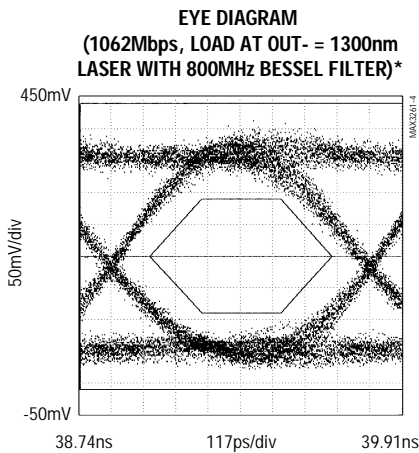 EYE DIAGRAM
(1062Mbps, LOAD AT OUT- = 1300nm
LASER WITH 800MHz BESSEL FILTER)*
450mV
MAX3261-4
50mV/div
-50mV
38.74ns
117ps/div
39.91ns